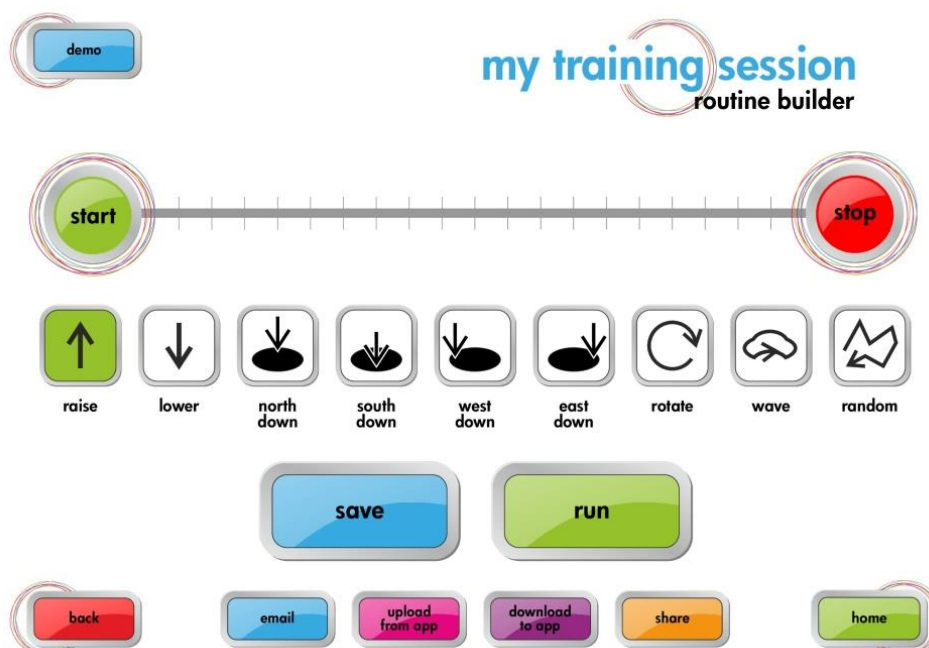 demo
my training session
routine builder
start
stop
raise
lower
north
down
south
down
west
down
east
down
rotate
wave
random
save
run
back
email
upload
from app
download
to app
share
home